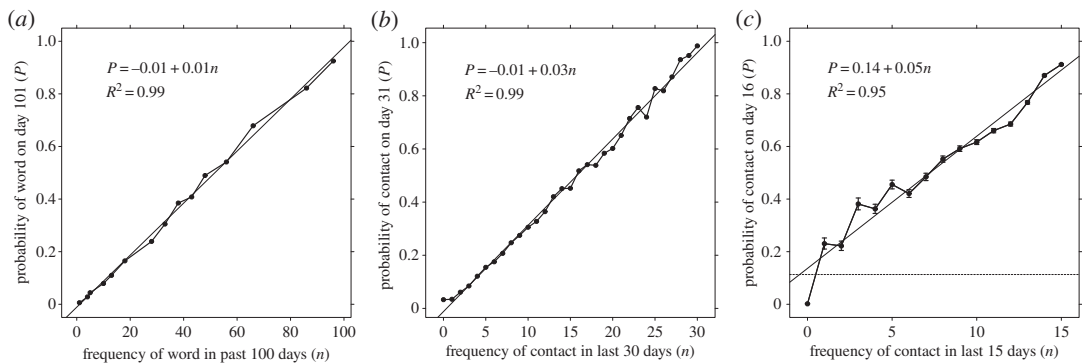 (a)
1.0
0.8
0.6
0.4
0.2
0
probability of word on day 101 (P)
P = –0.01 + 0.01n
R² = 0.99
0 20 40 60 80 100
frequency of word in past 100 days (n)
(b)
1.0
0.8
0.6
0.4
0.2
0
probability of contact on day 31 (P)
P = –0.01 + 0.03n
R² = 0.99
0 5 10 15 20 25 30
frequency of contact in last 30 days (n)
(c)
1.0
0.8
0.6
0.4
0.2
0
probability of contact on day 16 (P)
P = 0.14 + 0.05n
R² = 0.95
0 5 10 15
frequency of contact in last 15 days (n)